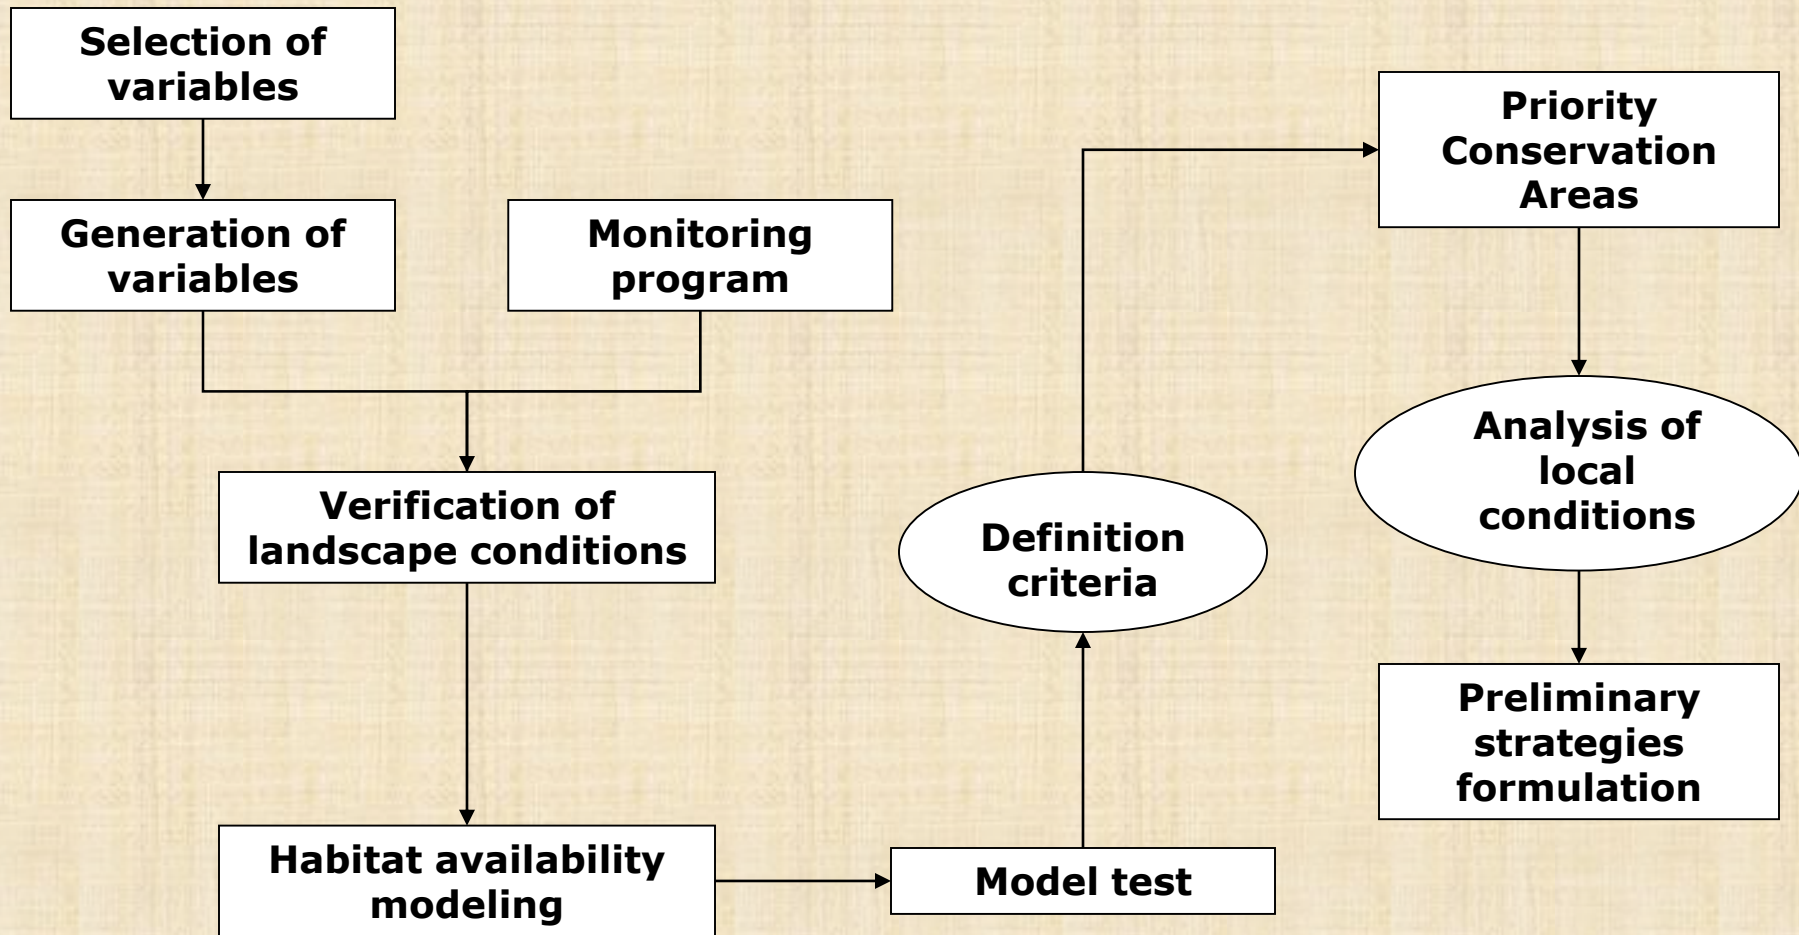 Selection of
variables
Generation of
variables
Monitoring
program
Verification of
landscape conditions
Habitat availability
modeling
Model test
Definition
criteria
Priority
Conservation
Areas
Analysis of
local
conditions
Preliminary
strategies
formulation